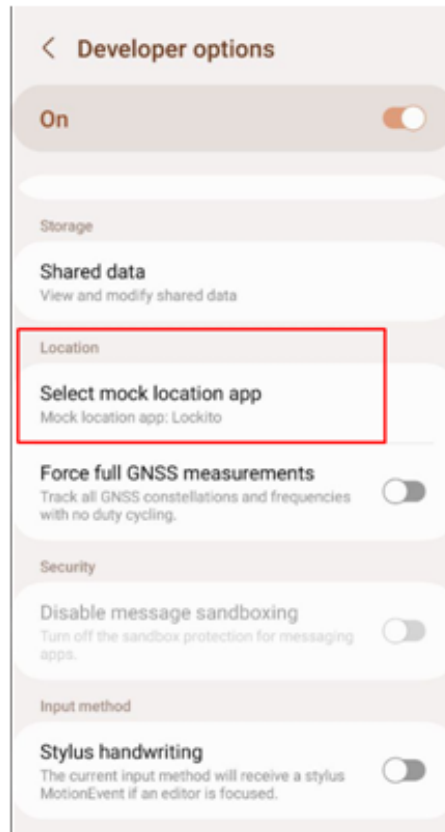 Developer options
On
Storage
Shared data
View and modify shared data
Location
Select mock location app
Mock location app: Lockito
Force full GNSS measurements
Track all GNSS constellations and frequencies
with no duty cycling.
Security
Disable message sandboxing
Turn off the sandbox protection for messaging
apps.
Input method
Stylus handwriting
The current input method will receive a stylus
MotionEvent if an editor is focused.